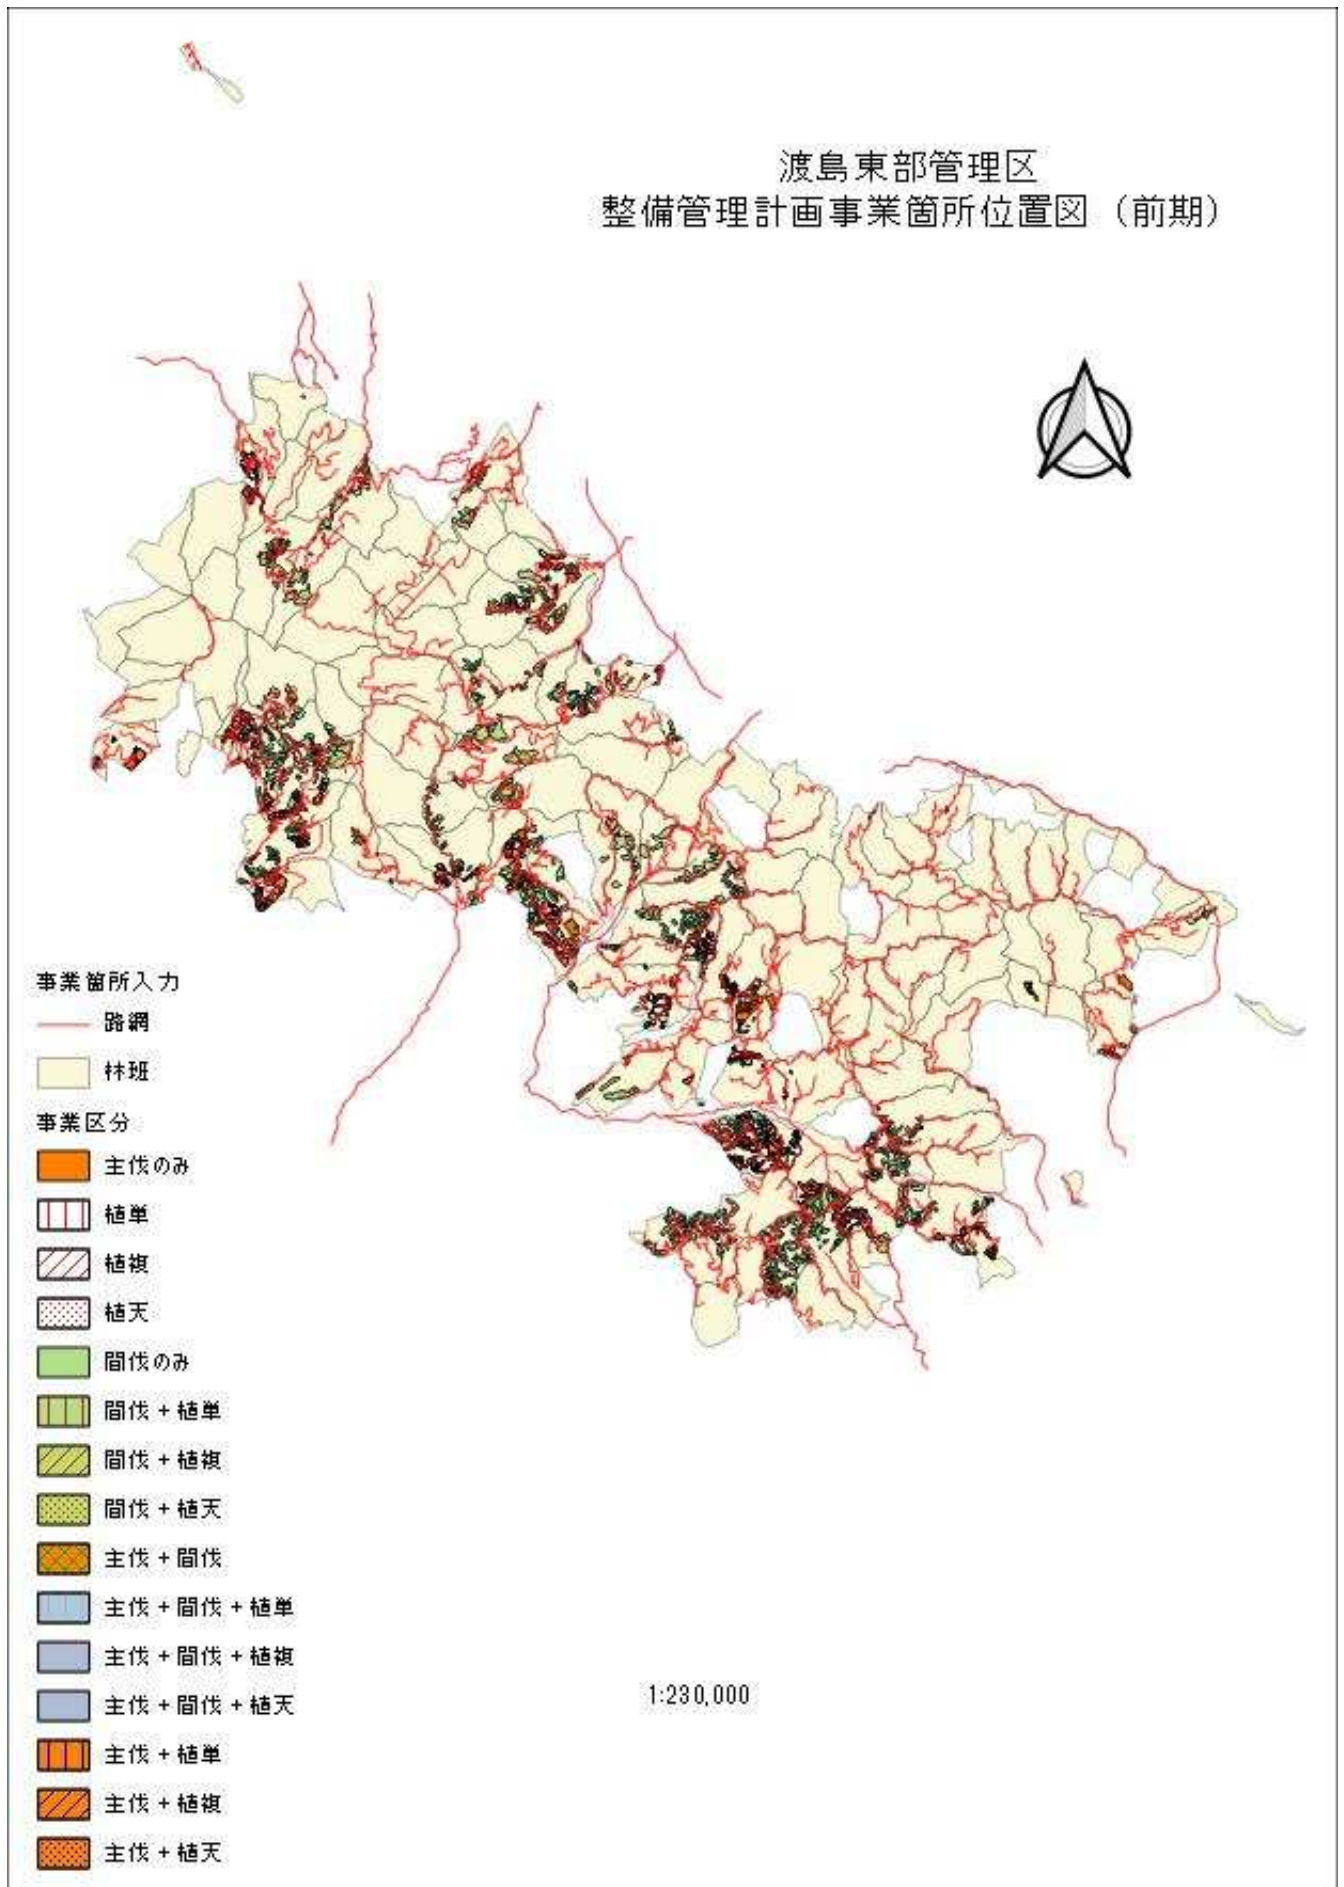 渡島東部管理区
整備管理計画事業箇所位置図（前期）
事業箇所入力
路網
林班
事業区分
主伐のみ
植単
植複
植天
間伐のみ
間伐＋植単
間伐＋植複
間伐＋植天
主伐＋間伐
主伐＋間伐＋植単
主伐＋間伐＋植複
主伐＋間伐＋植天
主伐＋植単
主伐＋植複
主伐＋植天
1:230,000